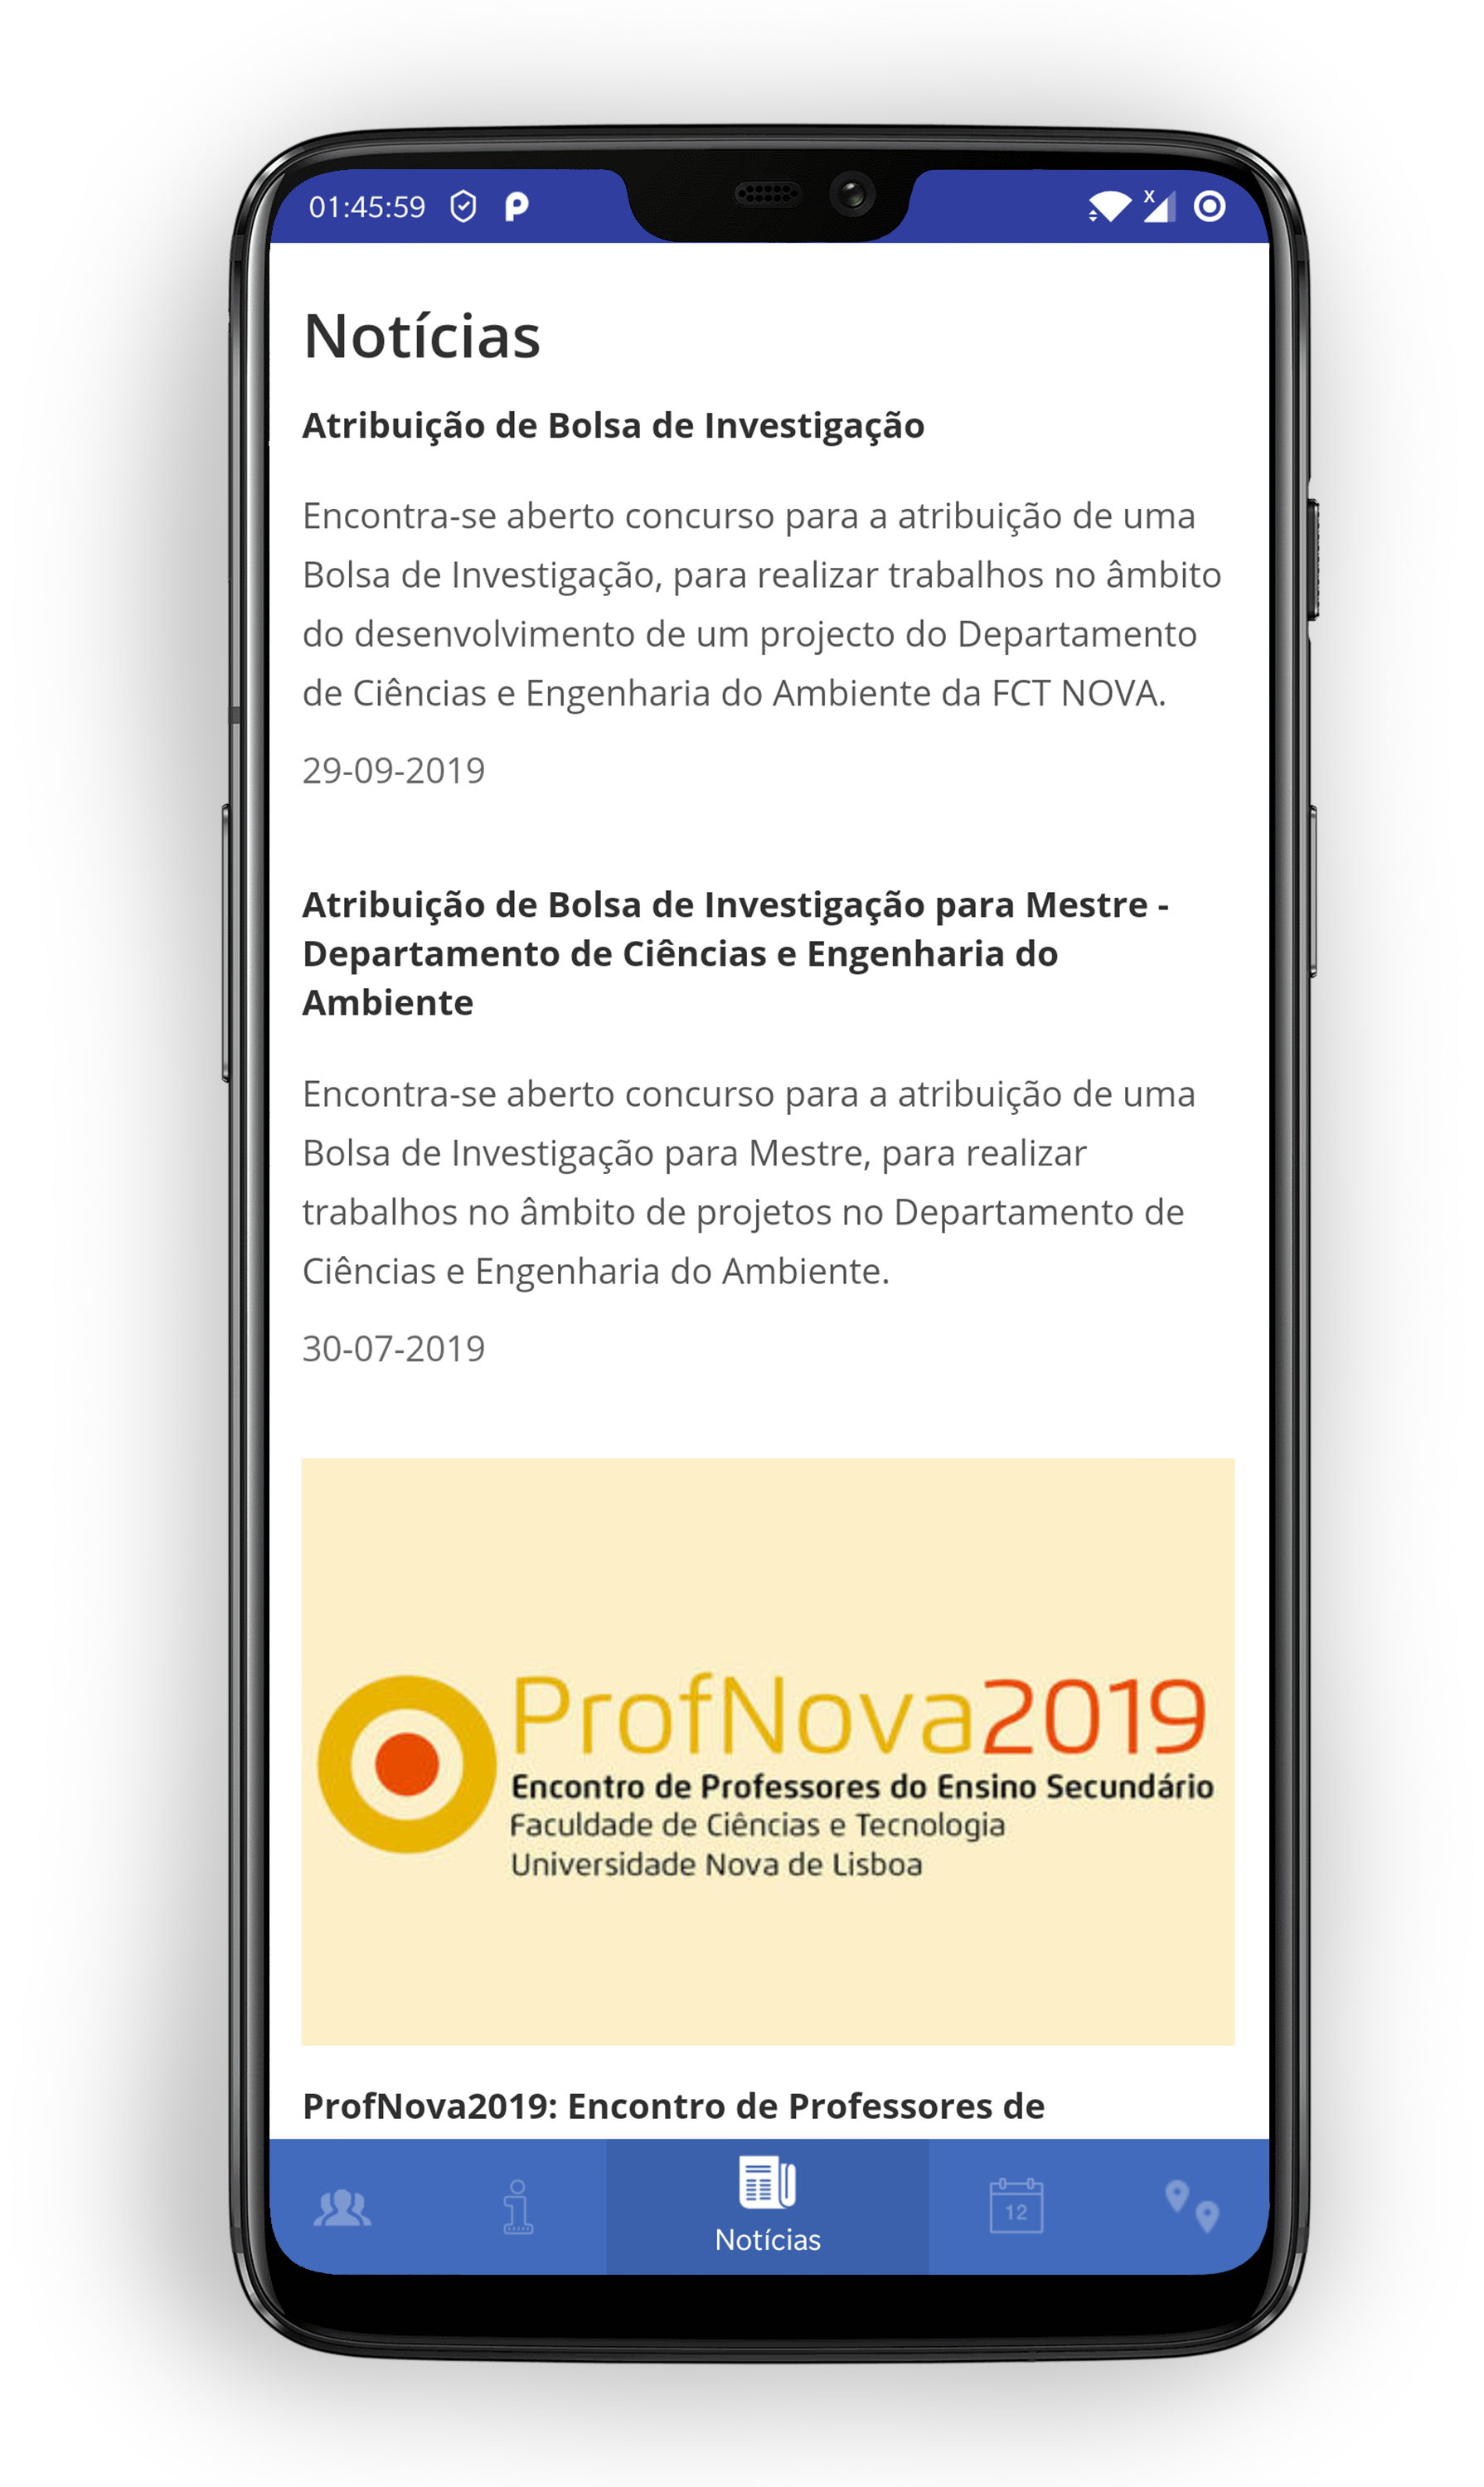 01:45:59
X
Notícias
Atribuição de Bolsa de Investigação
Encontra-se aberto concurso para a atribuição de uma
Bolsa de Investigação, para realizar trabalhos no âmbito
do desenvolvimento de um projecto do Departamento
de Ciências e Engenharia do Ambiente da FCT NOVA.
29-09-2019
Atribuição de Bolsa de Investigação para Mestre -
Departamento de Ciências e Engenharia do
Ambiente
Encontra-se aberto concurso para a atribuição de uma
Bolsa de Investigação para Mestre, para realizar
trabalhos no âmbito de projetos no Departamento de
Ciências e Engenharia do Ambiente.
30-07-2019
ProfNova2019
Encontro de Professores do Ensino Secundário
Faculdade de Ciências e Tecnologia
Universidade Nova de Lisboa
ProfNova2019: Encontro de Professores de
12
Notícias